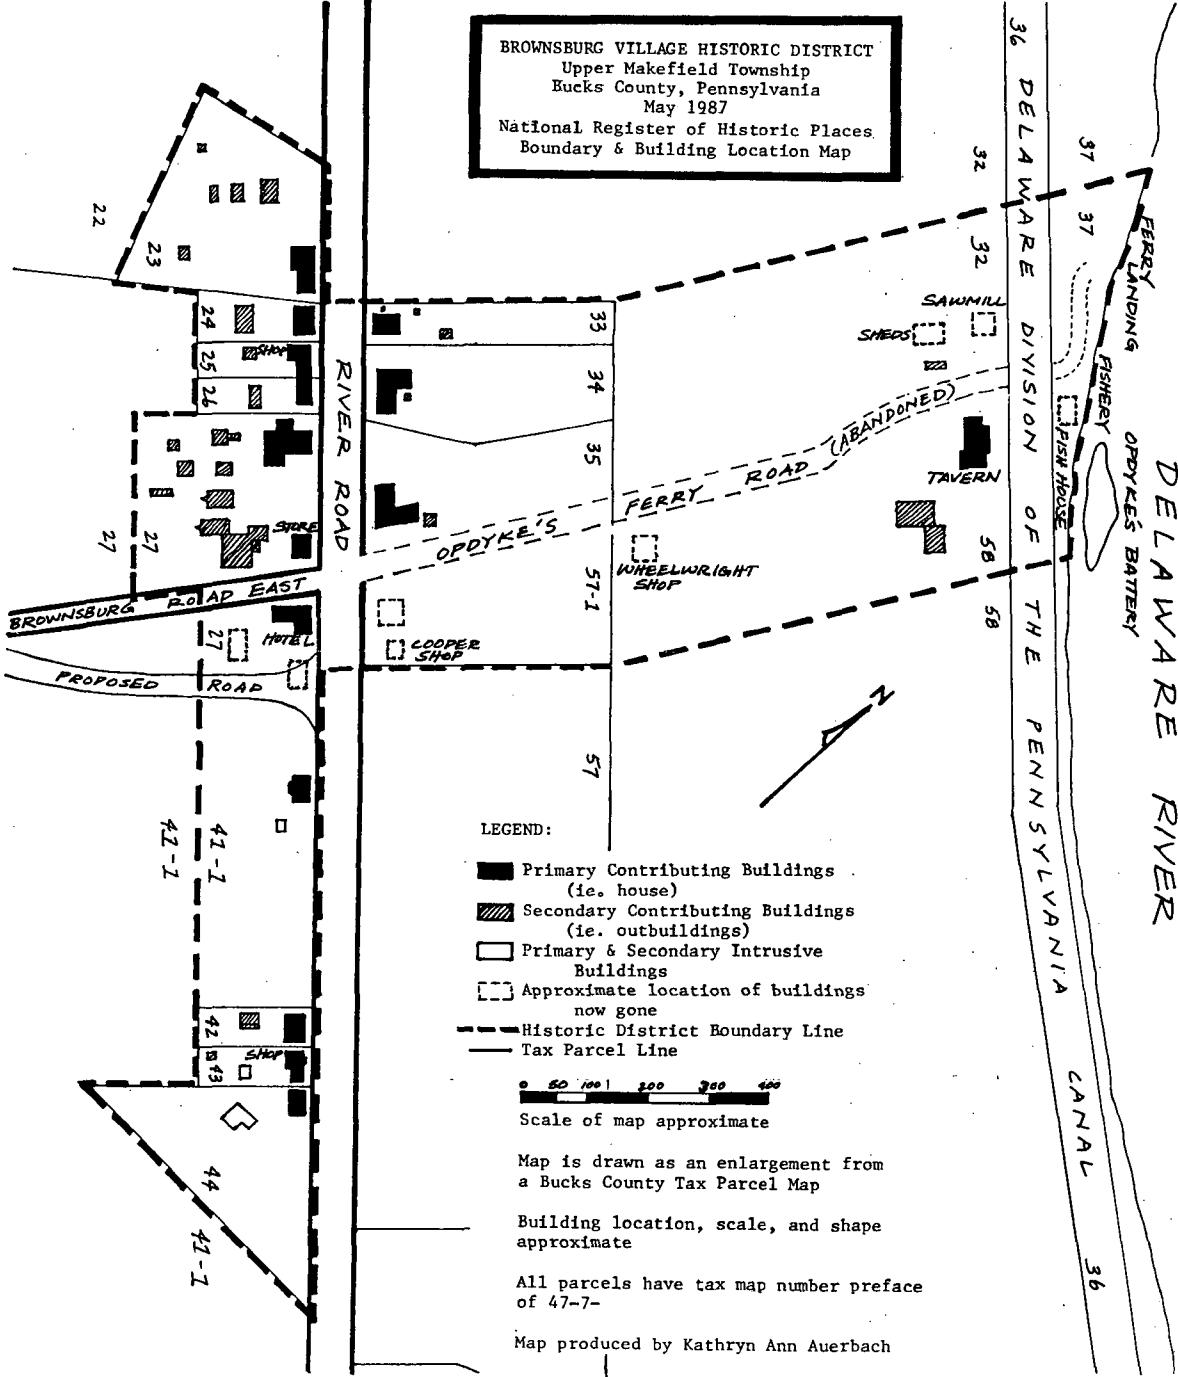 BROWNSBURG VILLAGE HISTORIC DISTRICT
Upper Makefield Township
Bucks County, Pennsylvania
May 1987
National Register of Historic Places
Boundary & Building Location Map
36
DELAWARE DIVISION OF THE PENNSYLVANIA CANAL
36
37
37
32
32
FERRY
LANDING
FISHERY
OPDYKE'S BATTERY
DELAWARE RIVER
FISH HOUSE
SAWMILL
SHEDS
TAVERN
22
23
24
25
SHOP
26
27
27
STORE
RIVER ROAD
33
34
35
OPDYKE'S FERRY ROAD (ABANDONED)
WHEELWRIGHT
SHOP
57-1
58
58
BROWNSBURG ROAD EAST
27
HOTEL
COOPER
SHOP
PROPOSED ROAD
57
N
41-1
41-1
42
43
SHOP
44
41-1
LEGEND:
Primary Contributing Buildings
(ie. house)
Secondary Contributing Buildings
(ie. outbuildings)
Primary & Secondary Intrusive
Buildings
Approximate location of buildings
now gone
Historic District Boundary Line
Tax Parcel Line
0 50 100 200 300 400
Scale of map approximate
Map is drawn as an enlargement from
a Bucks County Tax Parcel Map
Building location, scale, and shape
approximate
All parcels have tax map number preface
of 47-7-
Map produced by Kathryn Ann Auerbach